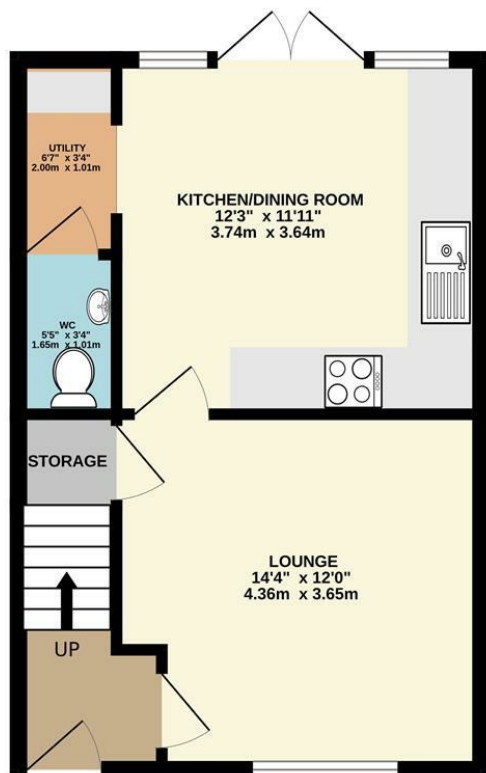 UTILITY
6'7" x 3'4"
2.00m x 1.01m
KITCHEN/DINING ROOM
12'3" x 11'11"
3.74m x 3.64m
WC
5'5" x 3'4"
1.65m x 1.01m
STORAGE
LOUNGE
14'4" x 12'0"
4.36m x 3.65m
UP